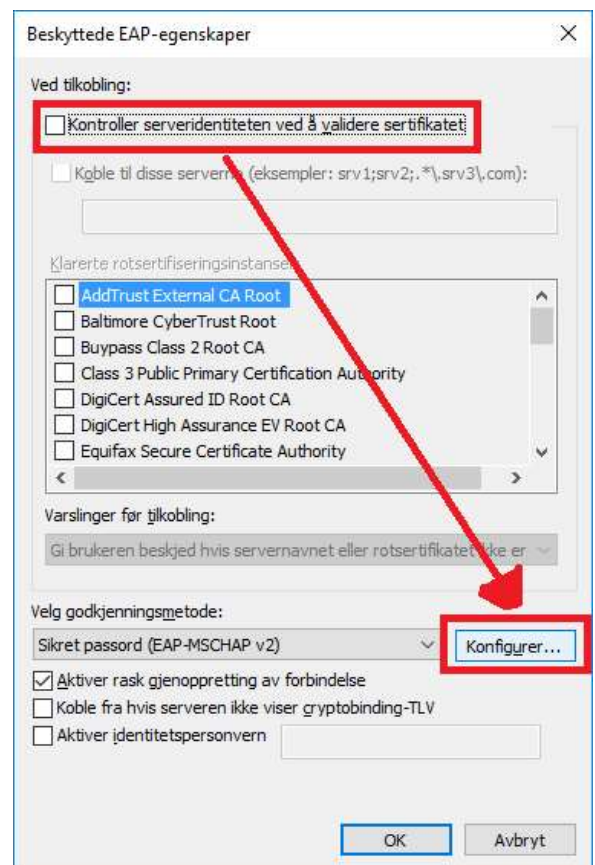 Beskyttede EAP-egenskaper
Ved tilkobling:
Kontroller serveridentiteten ved å validere sertifikatet
Koble til disse serverne (eksempler: srv1;srv2;.*\.srv3\.com):
Klarerte rotsertifiseringsinstanser
AddTrust External CA Root
Baltimore CyberTrust Root
Buypass Class 2 Root CA
Class 3 Public Primary Certification Authority
DigiCert Assured ID Root CA
DigiCert High Assurance EV Root CA
Equifax Secure Certificate Authority
Varslinger før tilkobling:
Gi brukeren beskjed hvis servernavnet eller rotsertifikatet ikke er
Velg godkjenningsmetode:
Sikret passord (EAP-MSCHAP v2)
Konfigurer...
Aktiver rask gjenoppretting av forbindelse
Koble fra hvis serveren ikke viser cryptobinding-TLV
Aktiver identitetspersonvern
OK
Avbryt